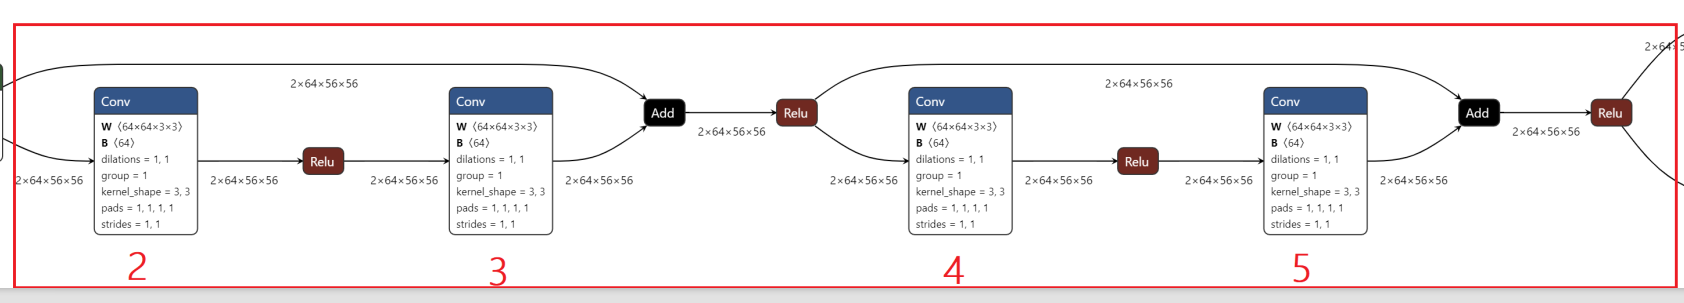 2×64×5
2×64×56×56
2×64×56×56
Conv
W ⟨64×64×3×3⟩
B ⟨64⟩
dilations = 1, 1
group = 1
kernel_shape = 3, 3
pads = 1, 1, 1, 1
strides = 1, 1
2×64×56×56
Relu
2×64×56×56
Conv
W ⟨64×64×3×3⟩
B ⟨64⟩
dilations = 1, 1
group = 1
kernel_shape = 3, 3
pads = 1, 1, 1, 1
strides = 1, 1
2×64×56×56
Add
2×64×56×56
Relu
2×64×56×56
2×64×56×56
Conv
W ⟨64×64×3×3⟩
B ⟨64⟩
dilations = 1, 1
group = 1
kernel_shape = 3, 3
pads = 1, 1, 1, 1
strides = 1, 1
2×64×56×56
Relu
2×64×56×56
Conv
W ⟨64×64×3×3⟩
B ⟨64⟩
dilations = 1, 1
group = 1
kernel_shape = 3, 3
pads = 1, 1, 1, 1
strides = 1, 1
2×64×56×56
Add
2×64×56×56
Relu
2
3
4
5